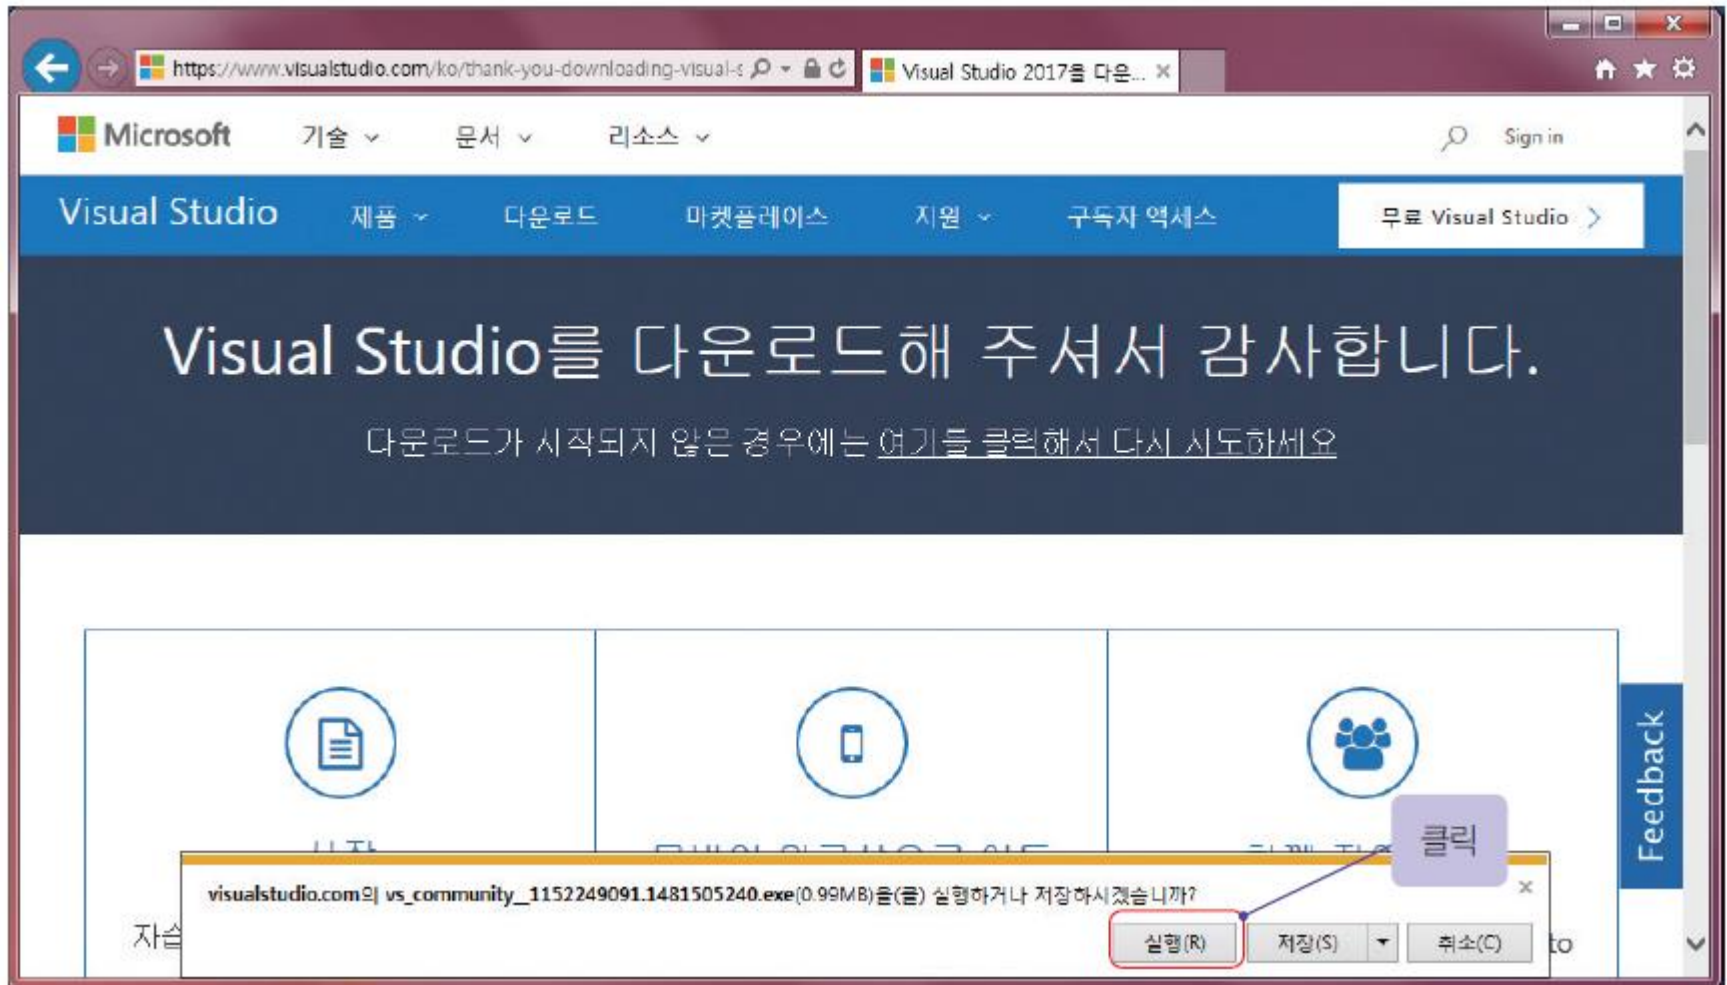 https://www.visualstudio.com/ko/thank-you-downloading-visual-s
Visual Studio 2017을 다운...
Microsoft 기술 문서 리소스 Sign in
Visual Studio 제품 다운로드 마켓플레이스 지원 구독자 액세스 무료 Visual Studio
Visual Studio를 다운로드해 주셔서 감사합니다.
다운로드가 시작되지 않은 경우에는 여기를 클릭해서 다시 시도하세요
Feedback
클릭
visualstudio.com의 vs_community__1152249091.1481505240.exe(0.99MB)을(를) 실행하거나 저장하시겠습니까?
실행(R) 저장(S) 취소(C)
to